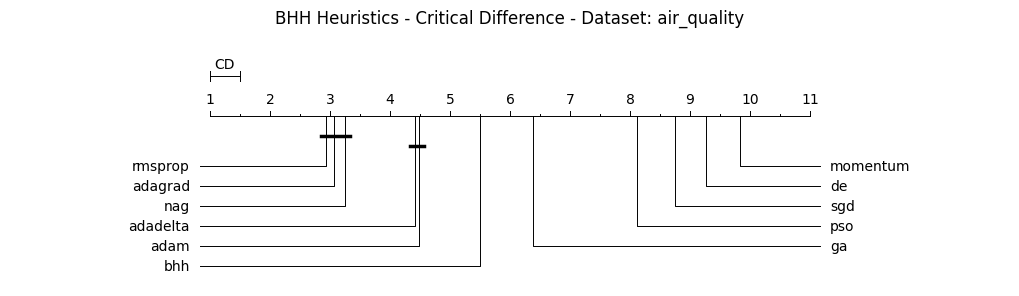 BHH Heuristics - Critical Difference - Dataset: air_quality
CD
1 2 3 4 5 6 7 8 9 10 11
rmsprop momentum
adagrad de
nag sgd
adadelta pso
adam ga
bhh